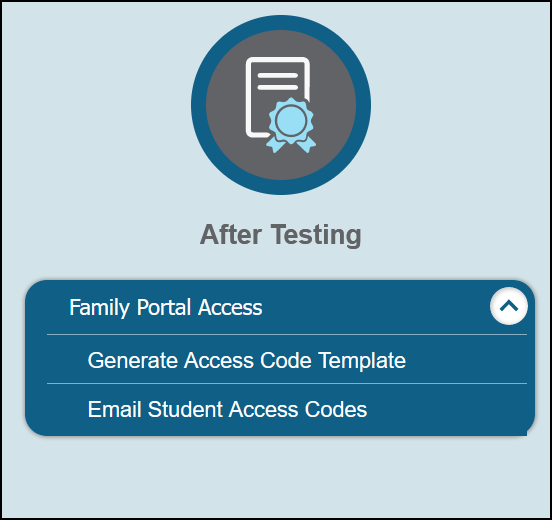 After Testing
Family Portal Access
Generate Access Code Template
Email Student Access Codes